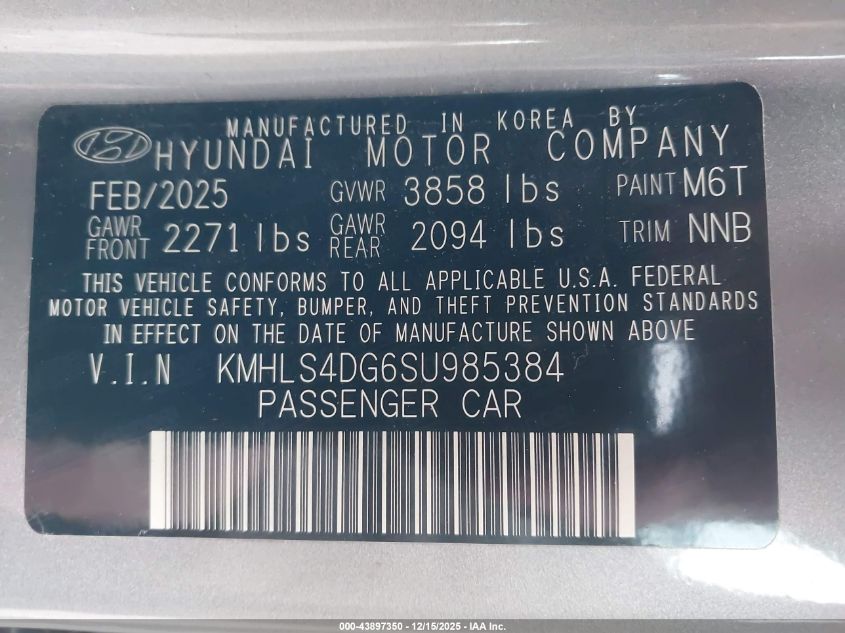 MANUFACTURED IN KOREA BY
HYUNDAI MOTOR COMPANY
FEB/2025 GVWR 3858 lbs PAINT M6T
GAWR FRONT 2271 lbs GAWR REAR 2094 lbs TRIM NNB
THIS VEHICLE CONFORMS TO ALL APPLICABLE U.S.A. FEDERAL
MOTOR VEHICLE SAFETY, BUMPER, AND THEFT PREVENTION STANDARDS
IN EFFECT ON THE DATE OF MANUFACTURE SHOWN ABOVE
V.I.N KMHLS4DG6SU985384
PASSENGER CAR
000-43897350 - 12/15/2025 - IAA Inc.